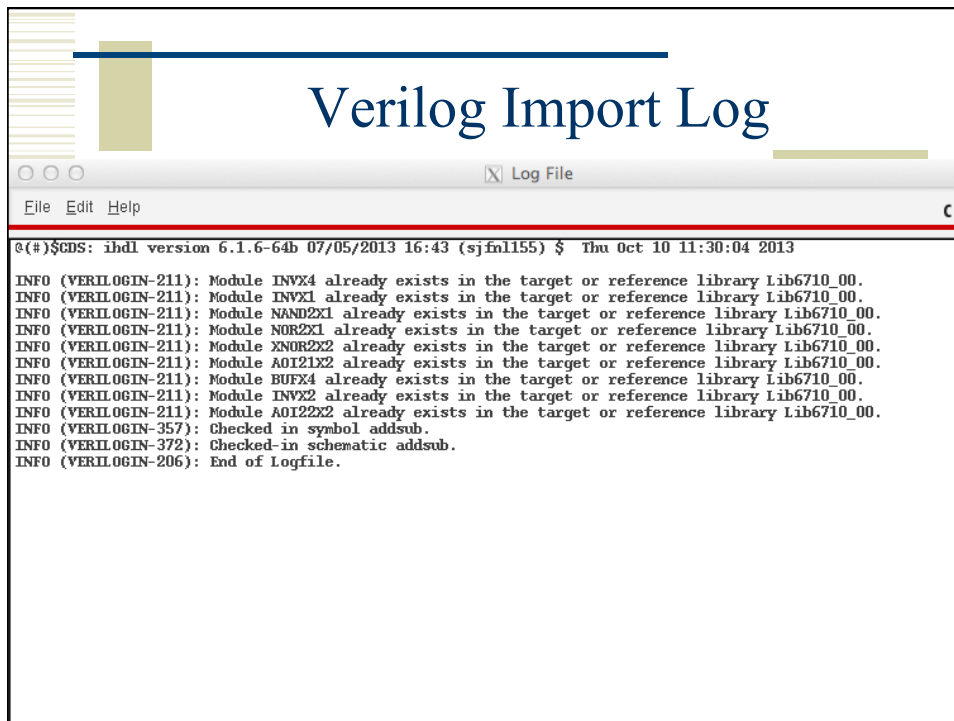 Verilog Import Log
Log File
File Edit Help
@(#)$CDS: ihdl version 6.1.6-64b 07/05/2013 16:43 (sjfnl155) $ Thu Oct 10 11:30:04 2013
INFO (VERILOGIN-211): Module INVX4 already exists in the target or reference library Lib6710_00.
INFO (VERILOGIN-211): Module INVX1 already exists in the target or reference library Lib6710_00.
INFO (VERILOGIN-211): Module NAND2X1 already exists in the target or reference library Lib6710_00.
INFO (VERILOGIN-211): Module NOR2X1 already exists in the target or reference library Lib6710_00.
INFO (VERILOGIN-211): Module XNOR2X2 already exists in the target or reference library Lib6710_00.
INFO (VERILOGIN-211): Module AOI21X2 already exists in the target or reference library Lib6710_00.
INFO (VERILOGIN-211): Module BUFX4 already exists in the target or reference library Lib6710_00.
INFO (VERILOGIN-211): Module INVX2 already exists in the target or reference library Lib6710_00.
INFO (VERILOGIN-211): Module AOI22X2 already exists in the target or reference library Lib6710_00.
INFO (VERILOGIN-357): Checked in symbol addsub.
INFO (VERILOGIN-372): Checked-in schematic addsub.
INFO (VERILOGIN-206): End of Logfile.